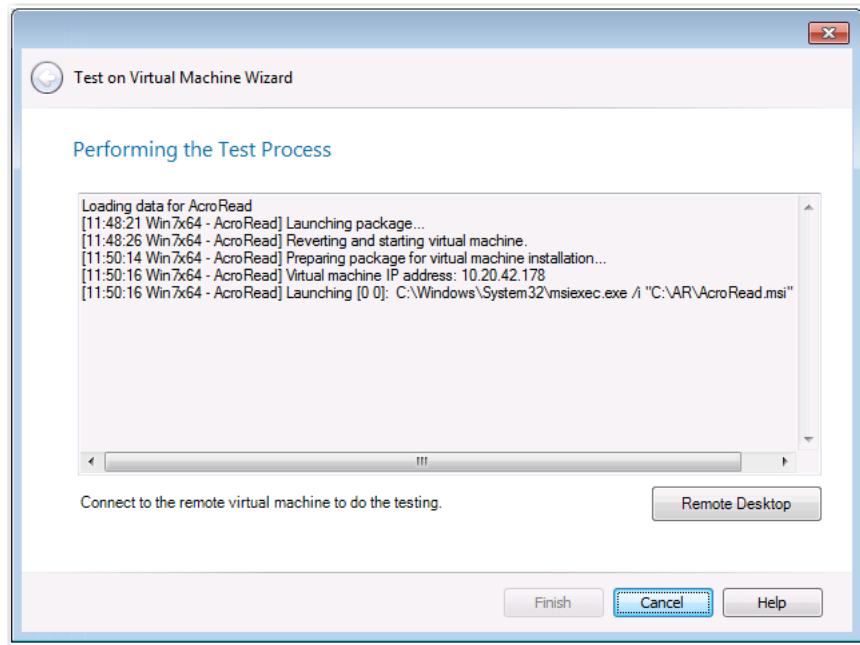 Test on Virtual Machine Wizard
Performing the Test Process
Loading data for AcroRead
[11:48:21 Win7x64 - AcroRead] Launching package...
[11:48:26 Win7x64 - AcroRead] Reverting and starting virtual machine.
[11:50:14 Win7x64 - AcroRead] Preparing package for virtual machine installation...
[11:50:16 Win7x64 - AcroRead] Virtual machine IP address: 10.20.42.178
[11:50:16 Win7x64 - AcroRead] Launching [0 0]:  C:\Windows\System32\msiexec.exe /i "C:\AR\AcroRead.msi"
Connect to the remote virtual machine to do the testing.
Remote Desktop
Finish
Cancel
Help